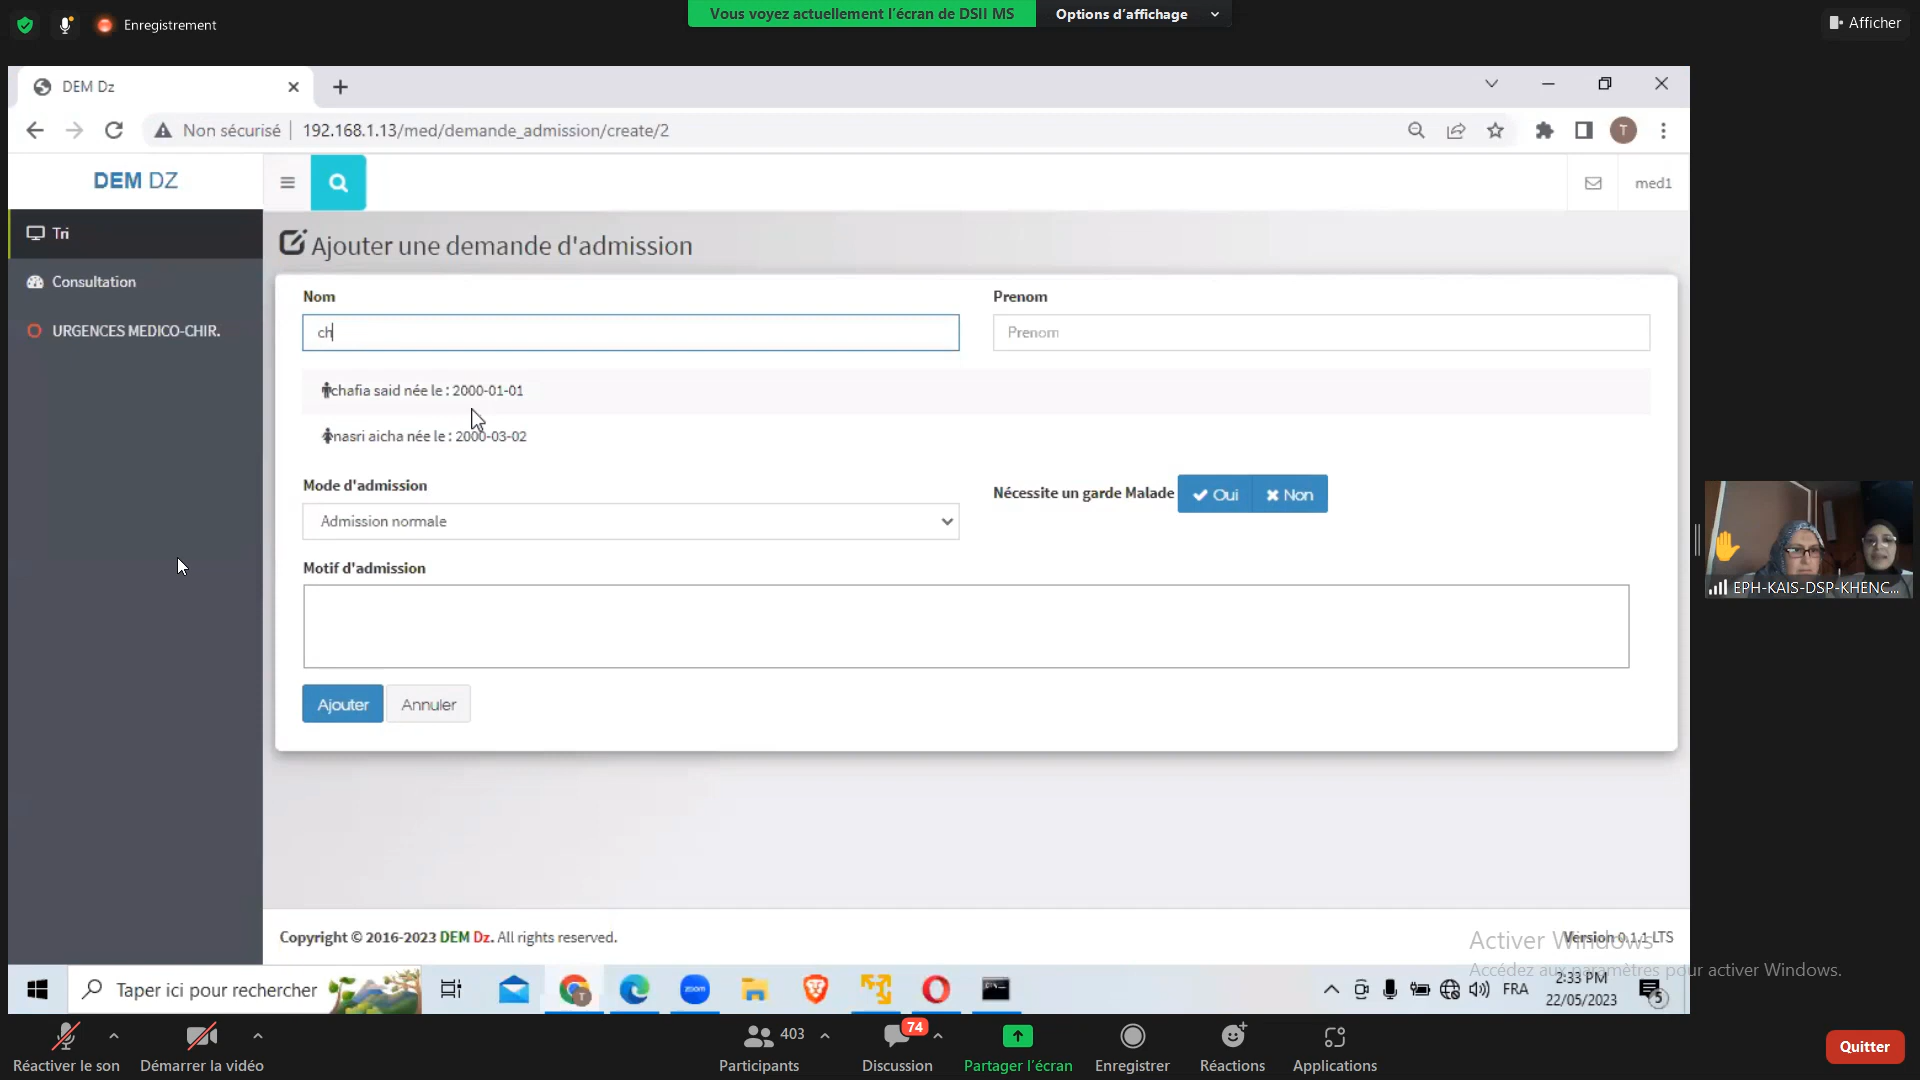 Enregistrement
Vous voyez actuellement l'écran de DSII MS
Options d'affichage
Afficher
DEM Dz
Non sécurisé
192.168.1.13/med/demande_admission/create/2
T
DEM DZ
med1
Tri
Consultation
URGENCES MEDICO-CHIR.
Ajouter une demande d'admission
Nom
Prenom
ch
Prenom
chafia said née le : 2000-01-01
nasri aicha née le : 2000-03-02
Mode d'admission
Nécessite un garde Malade
Oui
Non
Admission normale
Motif d'admission
Ajouter
Annuler
EPH-KAIS-DSP-KHENC...
Copyright © 2016-2023 DEM Dz. All rights reserved.
Version 0.1.1 LTS
Activer Windows
Accédez aux paramètres pour activer Windows.
Taper ici pour rechercher
zoom
T
FRA
2:33 PM
22/05/2023
5
Réactiver le son
Démarrer la vidéo
403
Participants
74
Discussion
Partager l'écran
Enregistrer
Réactions
Applications
Quitter